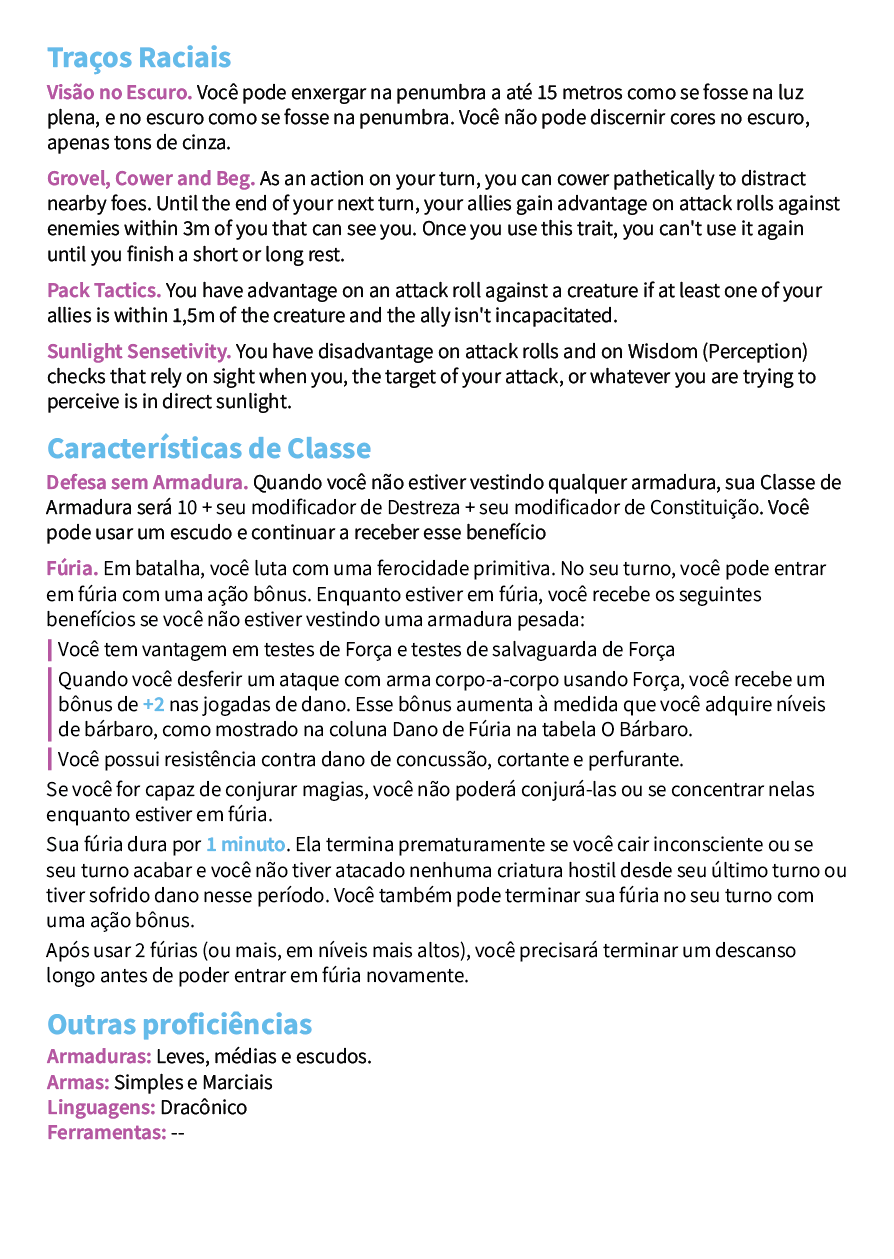 Traços Raciais
Visão no Escuro. Você pode enxergar na penumbra a até 15 metros como se fosse na luz
plena, e no escuro como se fosse na penumbra. Você não pode discernir cores no escuro,
apenas tons de cinza.
Grovel, Cower and Beg. As an action on your turn, you can cower pathetically to distract
nearby foes. Until the end of your next turn, your allies gain advantage on attack rolls against
enemies within 3m of you that can see you. Once you use this trait, you can't use it again
until you finish a short or long rest.
Pack Tactics. You have advantage on an attack roll against a creature if at least one of your
allies is within 1,5m of the creature and the ally isn't incapacitated.
Sunlight Sensetivity. You have disadvantage on attack rolls and on Wisdom (Perception)
checks that rely on sight when you, the target of your attack, or whatever you are trying to
perceive is in direct sunlight.
Características de Classe
Defesa sem Armadura. Quando você não estiver vestindo qualquer armadura, sua Classe de
Armadura será 10 + seu modificador de Destreza + seu modificador de Constituição. Você
pode usar um escudo e continuar a receber esse benefício
Fúria. Em batalha, você luta com uma ferocidade primitiva. No seu turno, você pode entrar
em fúria com uma ação bônus. Enquanto estiver em fúria, você recebe os seguintes
benefícios se você não estiver vestindo uma armadura pesada:
Você tem vantagem em testes de Força e testes de salvaguarda de Força
Quando você desferir um ataque com arma corpo-a-corpo usando Força, você recebe um
bônus de +2 nas jogadas de dano. Esse bônus aumenta à medida que você adquire níveis
de bárbaro, como mostrado na coluna Dano de Fúria na tabela O Bárbaro.
Você possui resistência contra dano de concussão, cortante e perfurante.
Se você for capaz de conjurar magias, você não poderá conjurá-las ou se concentrar nelas
enquanto estiver em fúria.
Sua fúria dura por 1 minuto. Ela termina prematuramente se você cair inconsciente ou se
seu turno acabar e você não tiver atacado nenhuma criatura hostil desde seu último turno ou
tiver sofrido dano nesse período. Você também pode terminar sua fúria no seu turno com
uma ação bônus.
Após usar 2 fúrias (ou mais, em níveis mais altos), você precisará terminar um descanso
longo antes de poder entrar em fúria novamente.
Outras proficiências
Armaduras: Leves, médias e escudos.
Armas: Simples e Marciais
Linguagens: Dracônico
Ferramentas: --